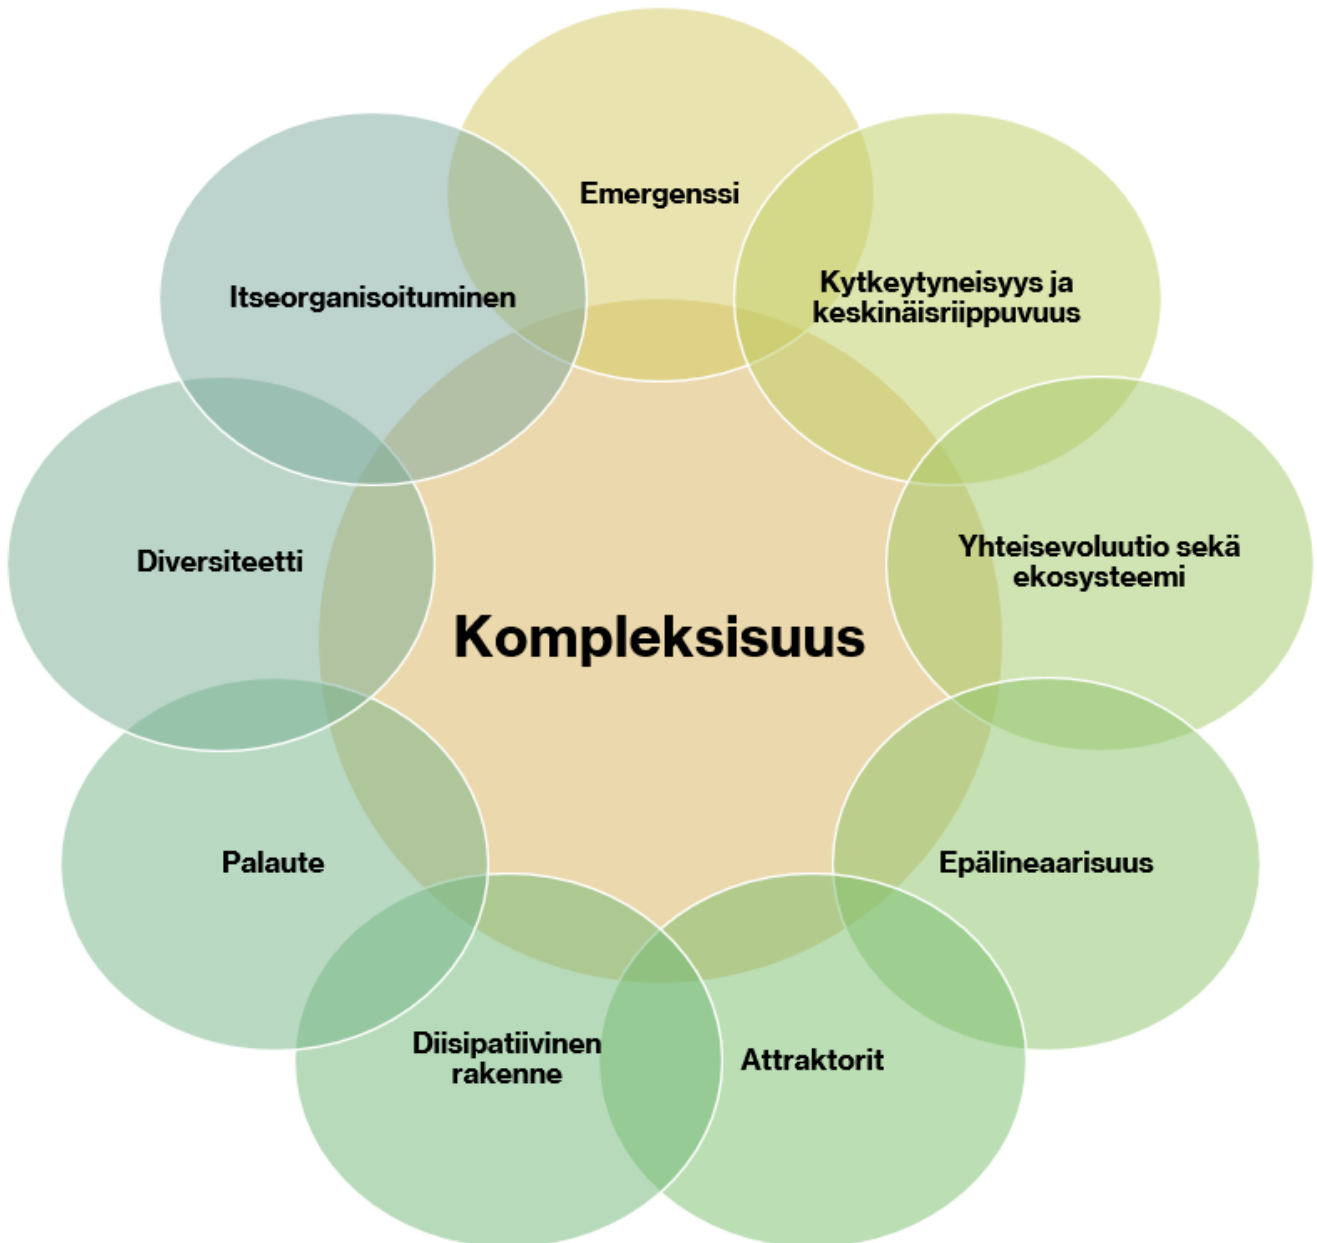 Emergenssi
Kytkeytyneisyys ja
keskinäisriippuvuus
Yhteisevoluutio sekä
ekosysteemi
Epälineaarisuus
Attraktorit
Diisipatiivinen
rakenne
Palaute
Diversiteetti
Itseorganisoituminen
Kompleksisuus